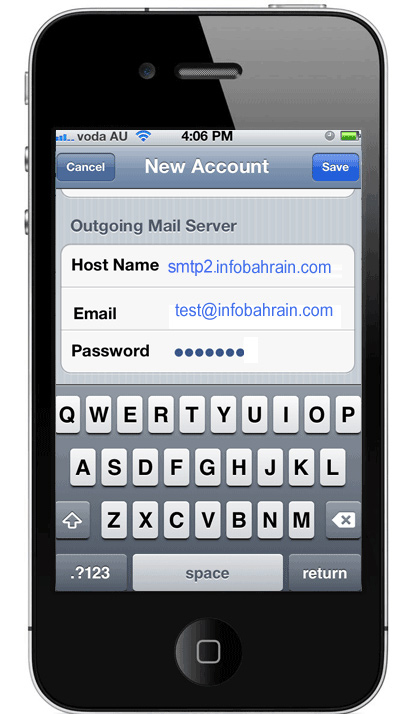 voda AU 4:06 PM
Cancel New Account Save
Outgoing Mail Server
Host Name smtp2.infobahrain.com
Email test@infobahrain.com
Password •••••••
Q W E R T Y U I O P
A S D F G H J K L
Z X C V B N M
.?123 space return